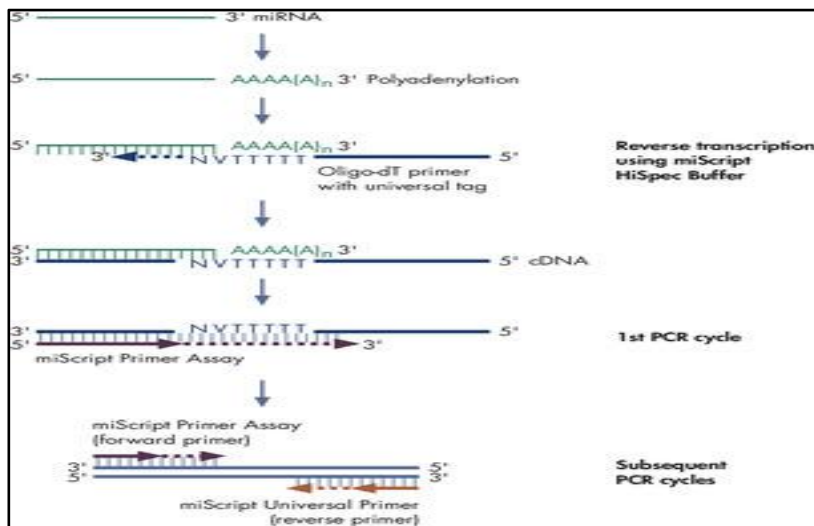 5' 3' miRNA
5' AAAA(A)n 3' Polyadenylation
5' AAAA(A)n 3'
3' N V T T T T T 5'
Oligo-dT primer
with universal tag
Reverse transcription
using miScript
HiSpec Buffer
5' AAAA(A)n 3'
3' N V T T T T T 5' cDNA
3' N V T T T T T 5'
5' 3'
miScript Primer Assay
1st PCR cycle
miScript Primer Assay
(forward primer)
3' 5'
5' 3'
miScript Universal Primer
(reverse primer)
Subsequent
PCR cycles